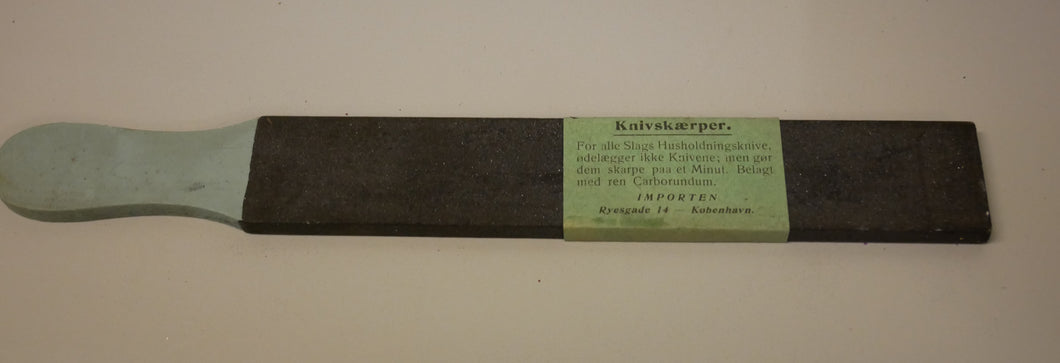 Knivskærper.
For alle Slags Husholdningsknive,
ødelægger ikke Knivene; men gør
dem skarpe paa et Minut. Belagt
med ren Carborundum.
IMPORTEN
Ryesgade 14 — København.